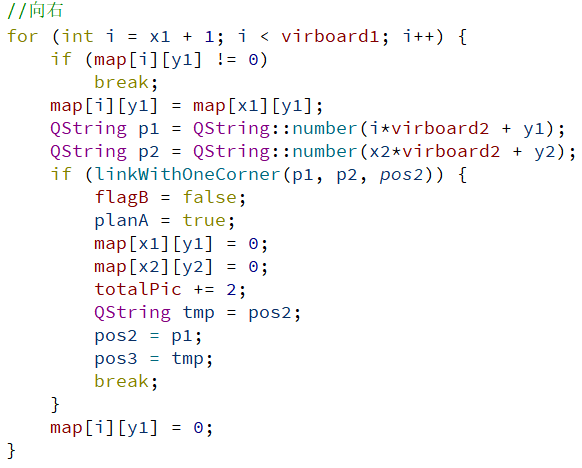 //向右
for (int i = x1 + 1; i < virboard1; i++) {
    if (map[i][y1] != 0)
        break;
    map[i][y1] = map[x1][y1];
    QString p1 = QString::number(i*virboard2 + y1);
    QString p2 = QString::number(x2*virboard2 + y2);
    if (linkWithOneCorner(p1, p2, pos2)) {
        flagB = false;
        planA = true;
        map[x1][y1] = 0;
        map[x2][y2] = 0;
        totalPic += 2;
        QString tmp = pos2;
        pos2 = p1;
        pos3 = tmp;
        break;
    }
    map[i][y1] = 0;
}